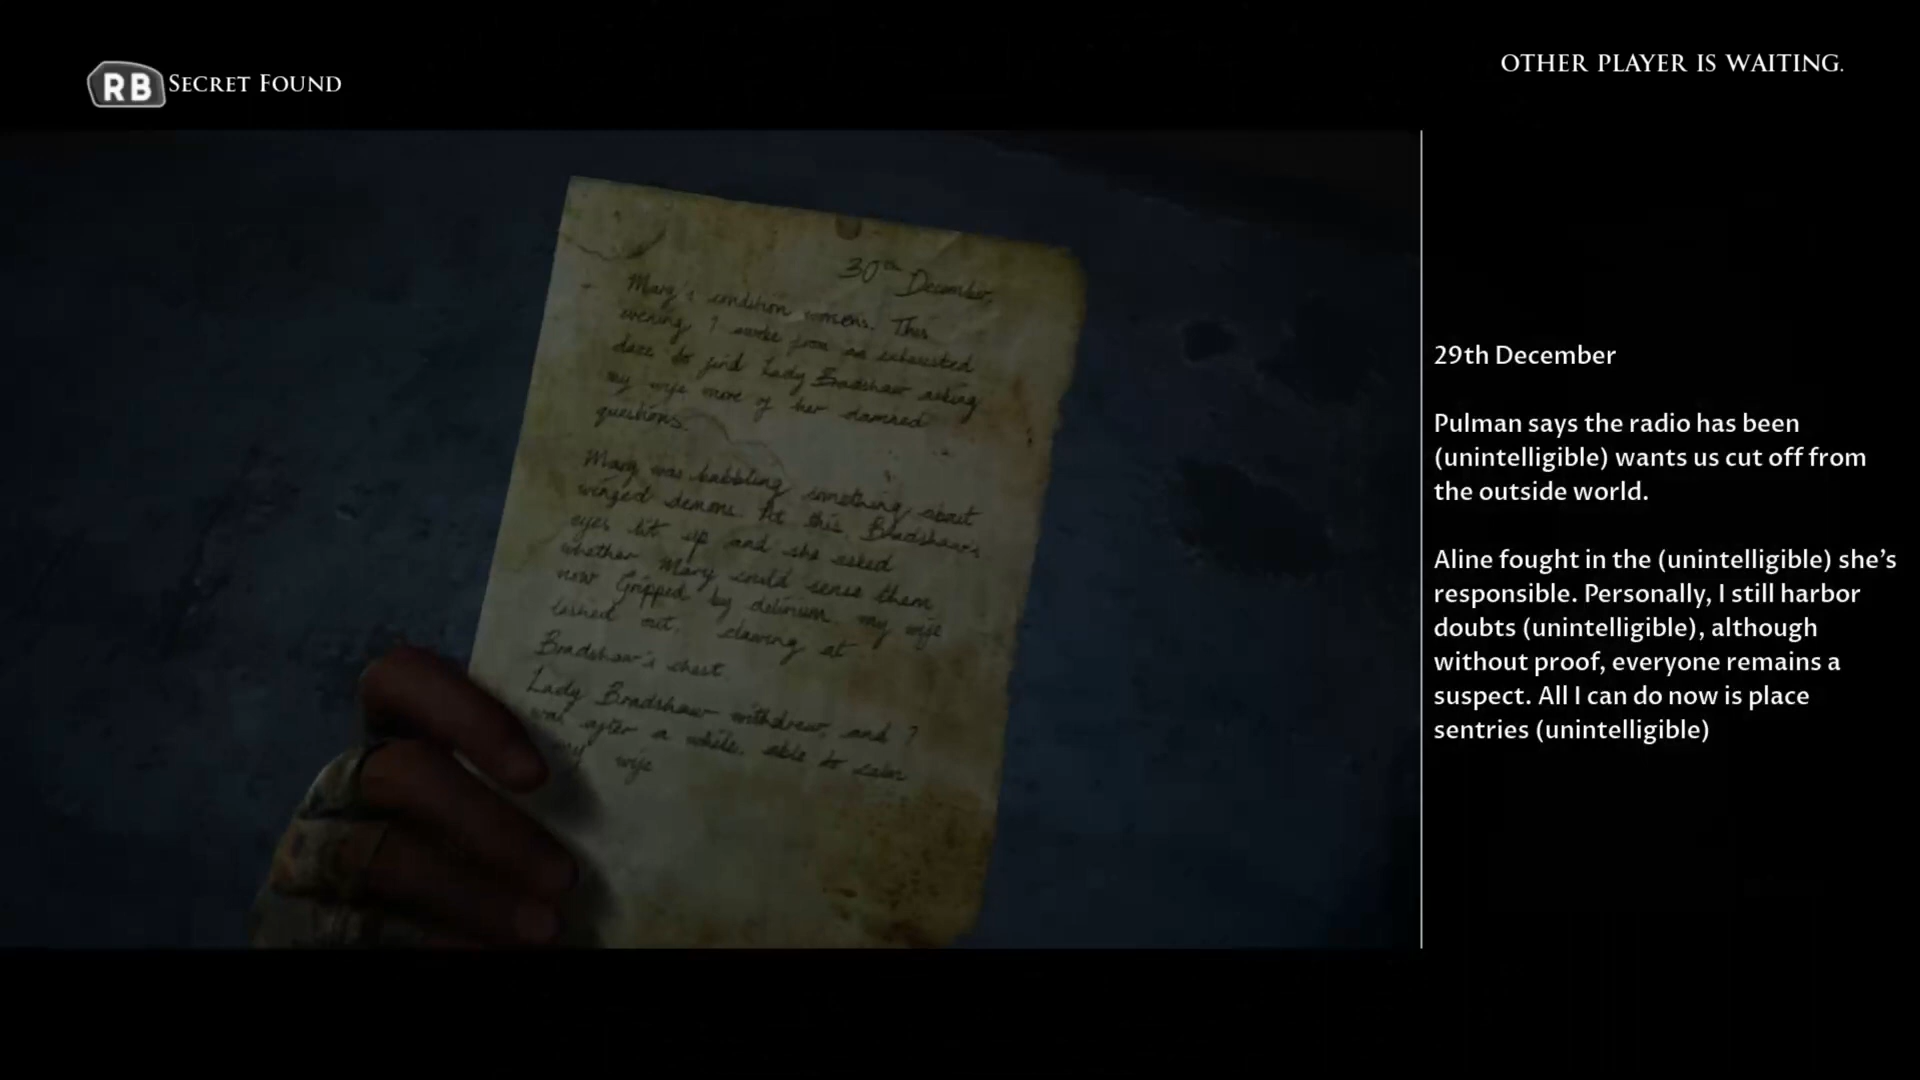 RB SECRET FOUND
OTHER PLAYER IS WAITING.
30th December,
Mary's condition worsens. This
evening, I awoke from an exhausted
daze to find Lady Bradshaw asking
my wife more of her damned
questions.
Mary was babbling something about
winged demons. At this Bradshaw's
eyes lit up and she asked
whether Mary could sense them
now. Gripped by delirium, my wife
lashed out, clawing at
Bradshaw's chest.
Lady Bradshaw withdrew, and I
was, after a while, able to calm
my wife
29th December
Pulman says the radio has been
(unintelligible) wants us cut off from
the outside world.
Aline fought in the (unintelligible) she’s
responsible. Personally, I still harbor
doubts (unintelligible), although
without proof, everyone remains a
suspect. All I can do now is place
sentries (unintelligible)